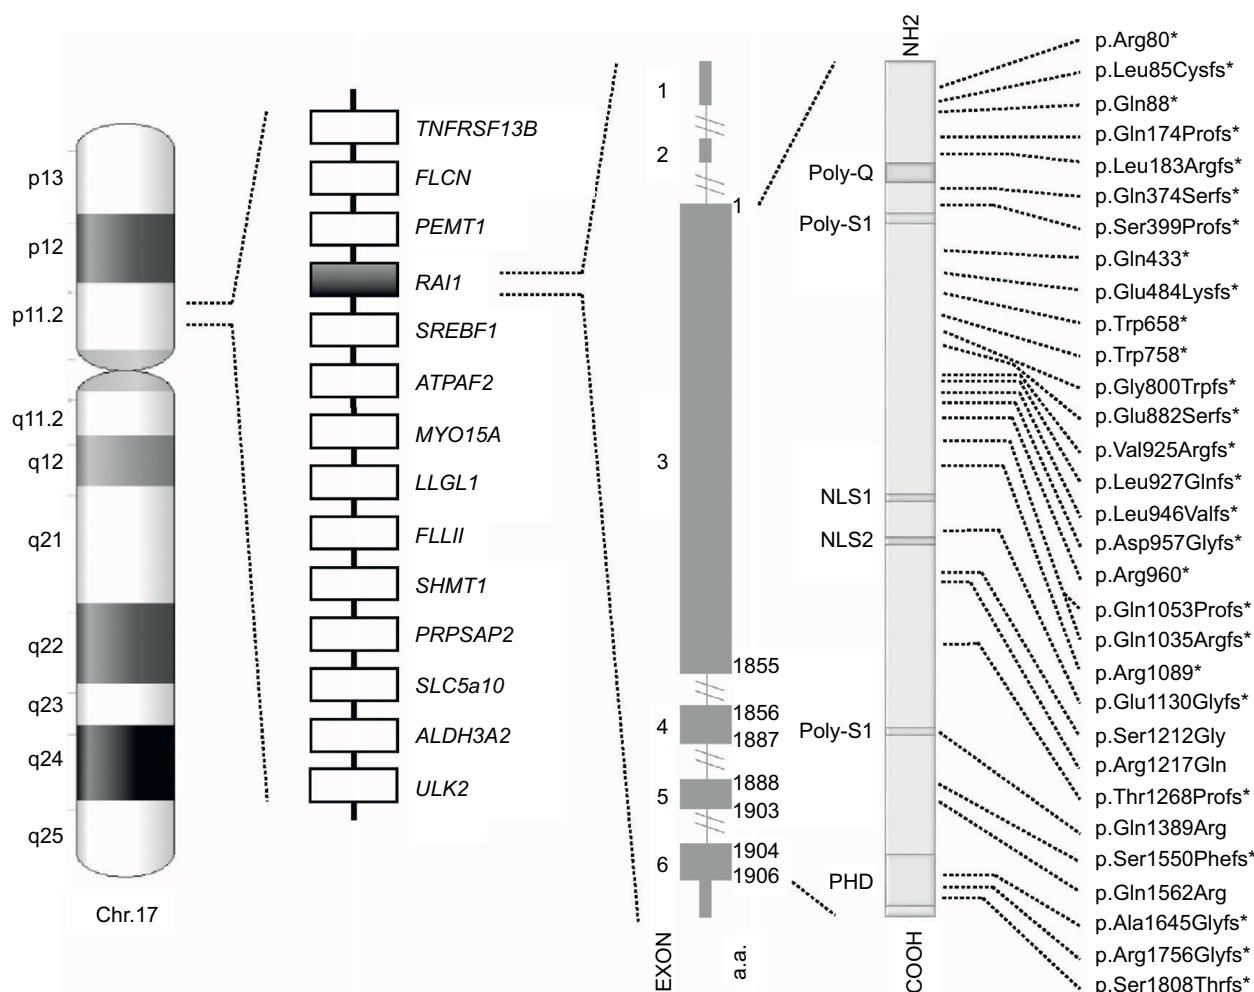 p13
p12
p11.2
q11.2
q12
q21
q22
q23
q24
q25
Chr.17
TNFRSF13B
FLCN
PEMT1
RAI1
SREBF1
ATPAF2
MYO15A
LLGL1
FLLII
SHMT1
PRPSAP2
SLC5a10
ALDH3A2
ULK2
1
2
3
4
5
6
EXON
1
1855
1856
1887
1888
1903
1904
1906
a.a.
NH2
Poly-Q
Poly-S1
NLS1
NLS2
Poly-S1
PHD
COOH
p.Arg80*
p.Leu85Cysfs*
p.Gln88*
p.Gln174Profs*
p.Leu183Argfs*
p.Gln374Serfs*
p.Ser399Profs*
p.Gln433*
p.Glu484Lysfs*
p.Trp658*
p.Trp758*
p.Gly800Trpfs*
p.Glu882Serfs*
p.Val925Argfs*
p.Leu927Glnfs*
p.Leu946Valfs*
p.Asp957Glyfs*
p.Arg960*
p.Gln1053Profs*
p.Gln1035Argfs*
p.Arg1089*
p.Glu1130Glyfs*
p.Ser1212Gly
p.Arg1217Gln
p.Thr1268Profs*
p.Gln1389Arg
p.Ser1550Phefs*
p.Gln1562Arg
p.Ala1645Glyfs*
p.Arg1756Glyfs*
p.Ser1808Thrfs*